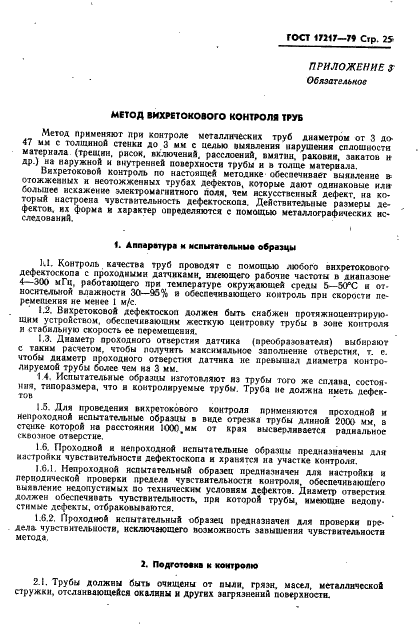 ГОСТ 17217—79 Стр. 25
ПРИЛОЖЕНИЕ 3
Обязательное
МЕТОД ВИХРЕТОКОВОГО КОНТРОЛЯ ТРУБ
Метод применяют при контроле металлических труб диаметром от 3 до
47 мм с толщиной стенки до 3 мм с целью выявления нарушения сплошности
материала (трещин, рисок, включений, расслоений, вмятин, раковин, закатов и
др.) на наружной и внутренней поверхности трубы и в толще материала.
Вихретоковой контроль по настоящей методике обеспечивает выявление в
отожженных и неотожженных трубах дефектов, которые дают одинаковые или
большее искажение электромагнитного поля, чем искусственный дефект, на ко-
торый настроена чувствительность дефектоскопа. Действительные размеры де-
фектов, их форма и характер определяются с помощью металлографических ис-
следований.
1. Аппаратура и испытательные образцы
1.1. Контроль качества труб проводят с помощью любого вихретокового
дефектоскопа с проходными датчиками, имеющего рабочие частоты в диапазоне
4—300 мГц, работающего при температуре окружающей среды 5—50°С и от-
носительной влажности 30—95% и обеспечивающего контроль при скорости пе-
ремещения не менее 1 м/с.
1.2. Вихретоковой дефектоскоп должен быть снабжен протяжноцентрирую-
щим устройством, обеспечивающим жесткую центровку трубы в зоне контроля
и стабильную скорость ее перемещения.
1.3. Диаметр проходного отверстия датчика (преобразователя) выбирают
с таким расчетом, чтобы получить максимальное заполнение отверстия, т. е.
чтобы диаметр проходного отверстия датчика не превышал диаметра контро-
лируемой трубы более чем на 3 мм.
1.4. Испытательные образцы изготовляют из трубы того же сплава, состоя-
ния, типоразмера, что и контролируемые трубы. Труба не должна иметь дефек-
тов
1.5. Для проведения вихретокового контроля применяются проходной и
непроходной испытательные образцы в виде отрезка трубы длиной 2000 мм, в
стенке которой на расстоянии 1000 мм от края высверливается радиальное
сквозное отверстие.
1.6. Проходной и непроходной испытательные образцы предназначены для
настройки чувствительности дефектоскопа и хранятся на участке контроля.
1.6.1. Непроходной испытательный образец предназначен для настройки и
периодической проверки предела чувствительности контроля, обеспечивающего
выявление недопустимых по техническим условиям дефектов. Диаметр отверстия
должен обеспечивать чувствительность, при которой трубы, имеющие недопу-
стимые дефекты, отбраковываются.
1.6.2. Проходной испытательный образец предназначен для проверки пре-
дела чувствительности, исключающего возможность завышения чувствительности
метода.
2. Подготовка к контролю
2.1. Трубы должны быть очищены от пыли, грязи, масел, металлической
стружки, отслаивающейся окалины и других загрязнений поверхности.